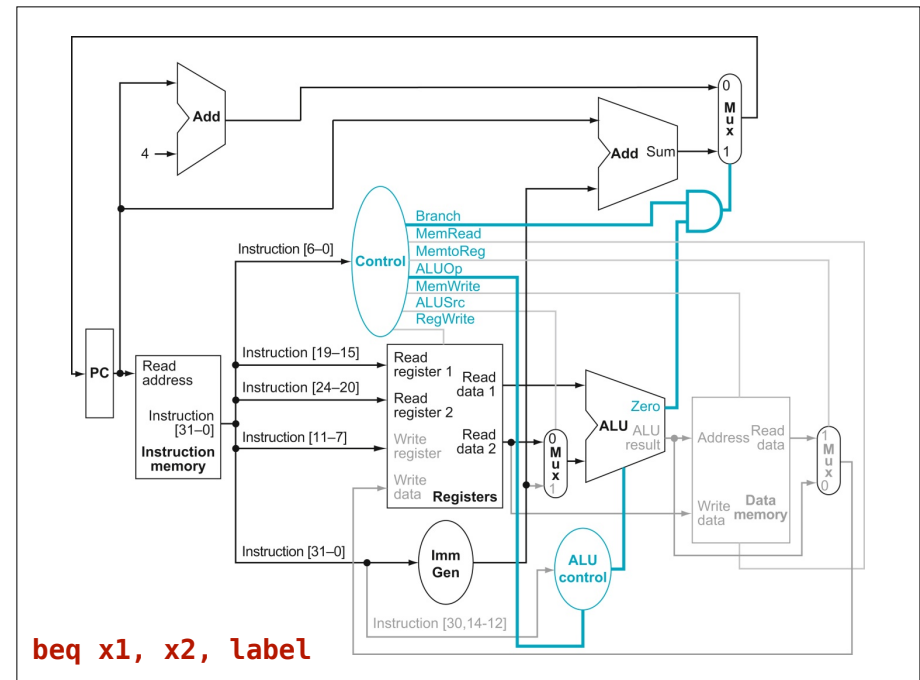 Add
4
Add Sum
0
Mux
1
Branch
MemRead
MemtoReg
ALUOp
MemWrite
ALUSrc
RegWrite
Control
Instruction [6–0]
PC
Read
address
Instruction
[31–0]
Instruction
memory
Instruction [19–15]
Instruction [24–20]
Instruction [11–7]
Instruction [31–0]
Read
register 1
Read
register 2
Write
register
Write
data
Read
data 1
Read
data 2
Registers
0
Mux
1
Zero
ALU
ALU
result
Address
Read
data
Write
data
Data
memory
1
Mux
0
Imm
Gen
ALU
control
Instruction [30,14-12]
beq x1, x2, label